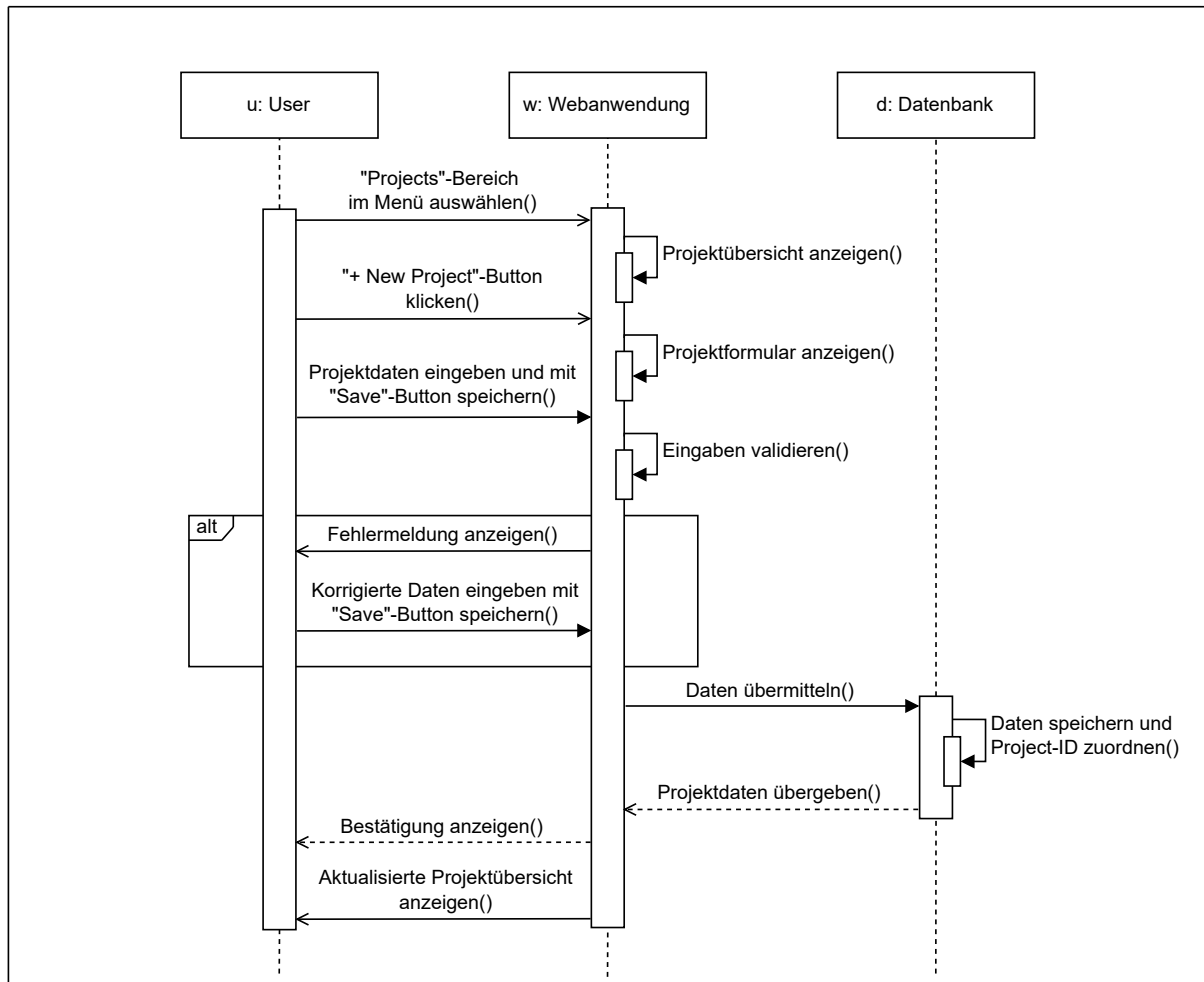 u: User
w: Webanwendung
d: Datenbank
"Projects"-Bereich
im Menü auswählen()
Projektübersicht anzeigen()
"+ New Project"-Button
klicken()
Projektformular anzeigen()
Projektdaten eingeben und mit
"Save"-Button speichern()
Eingaben validieren()
alt
Fehlermeldung anzeigen()
Korrigierte Daten eingeben mit
"Save"-Button speichern()
Daten übermitteln()
Daten speichern und
Project-ID zuordnen()
Projektdaten übergeben()
Bestätigung anzeigen()
Aktualisierte Projektübersicht
anzeigen()